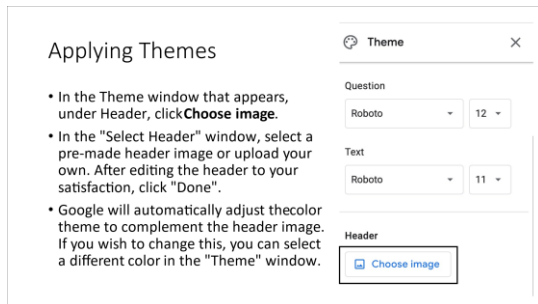 Applying Themes
• In the Theme window that appears,
under Header, clickChoose image.
• In the "Select Header" window, select a
pre-made header image or upload your
own. After editing the header to your
satisfaction, click "Done".
• Google will automatically adjust thecolor
theme to complement the header image.
If you wish to change this, you can select
a different color in the "Theme" window.
Theme
Question
Roboto 12
Text
Roboto 11
Header
Choose image